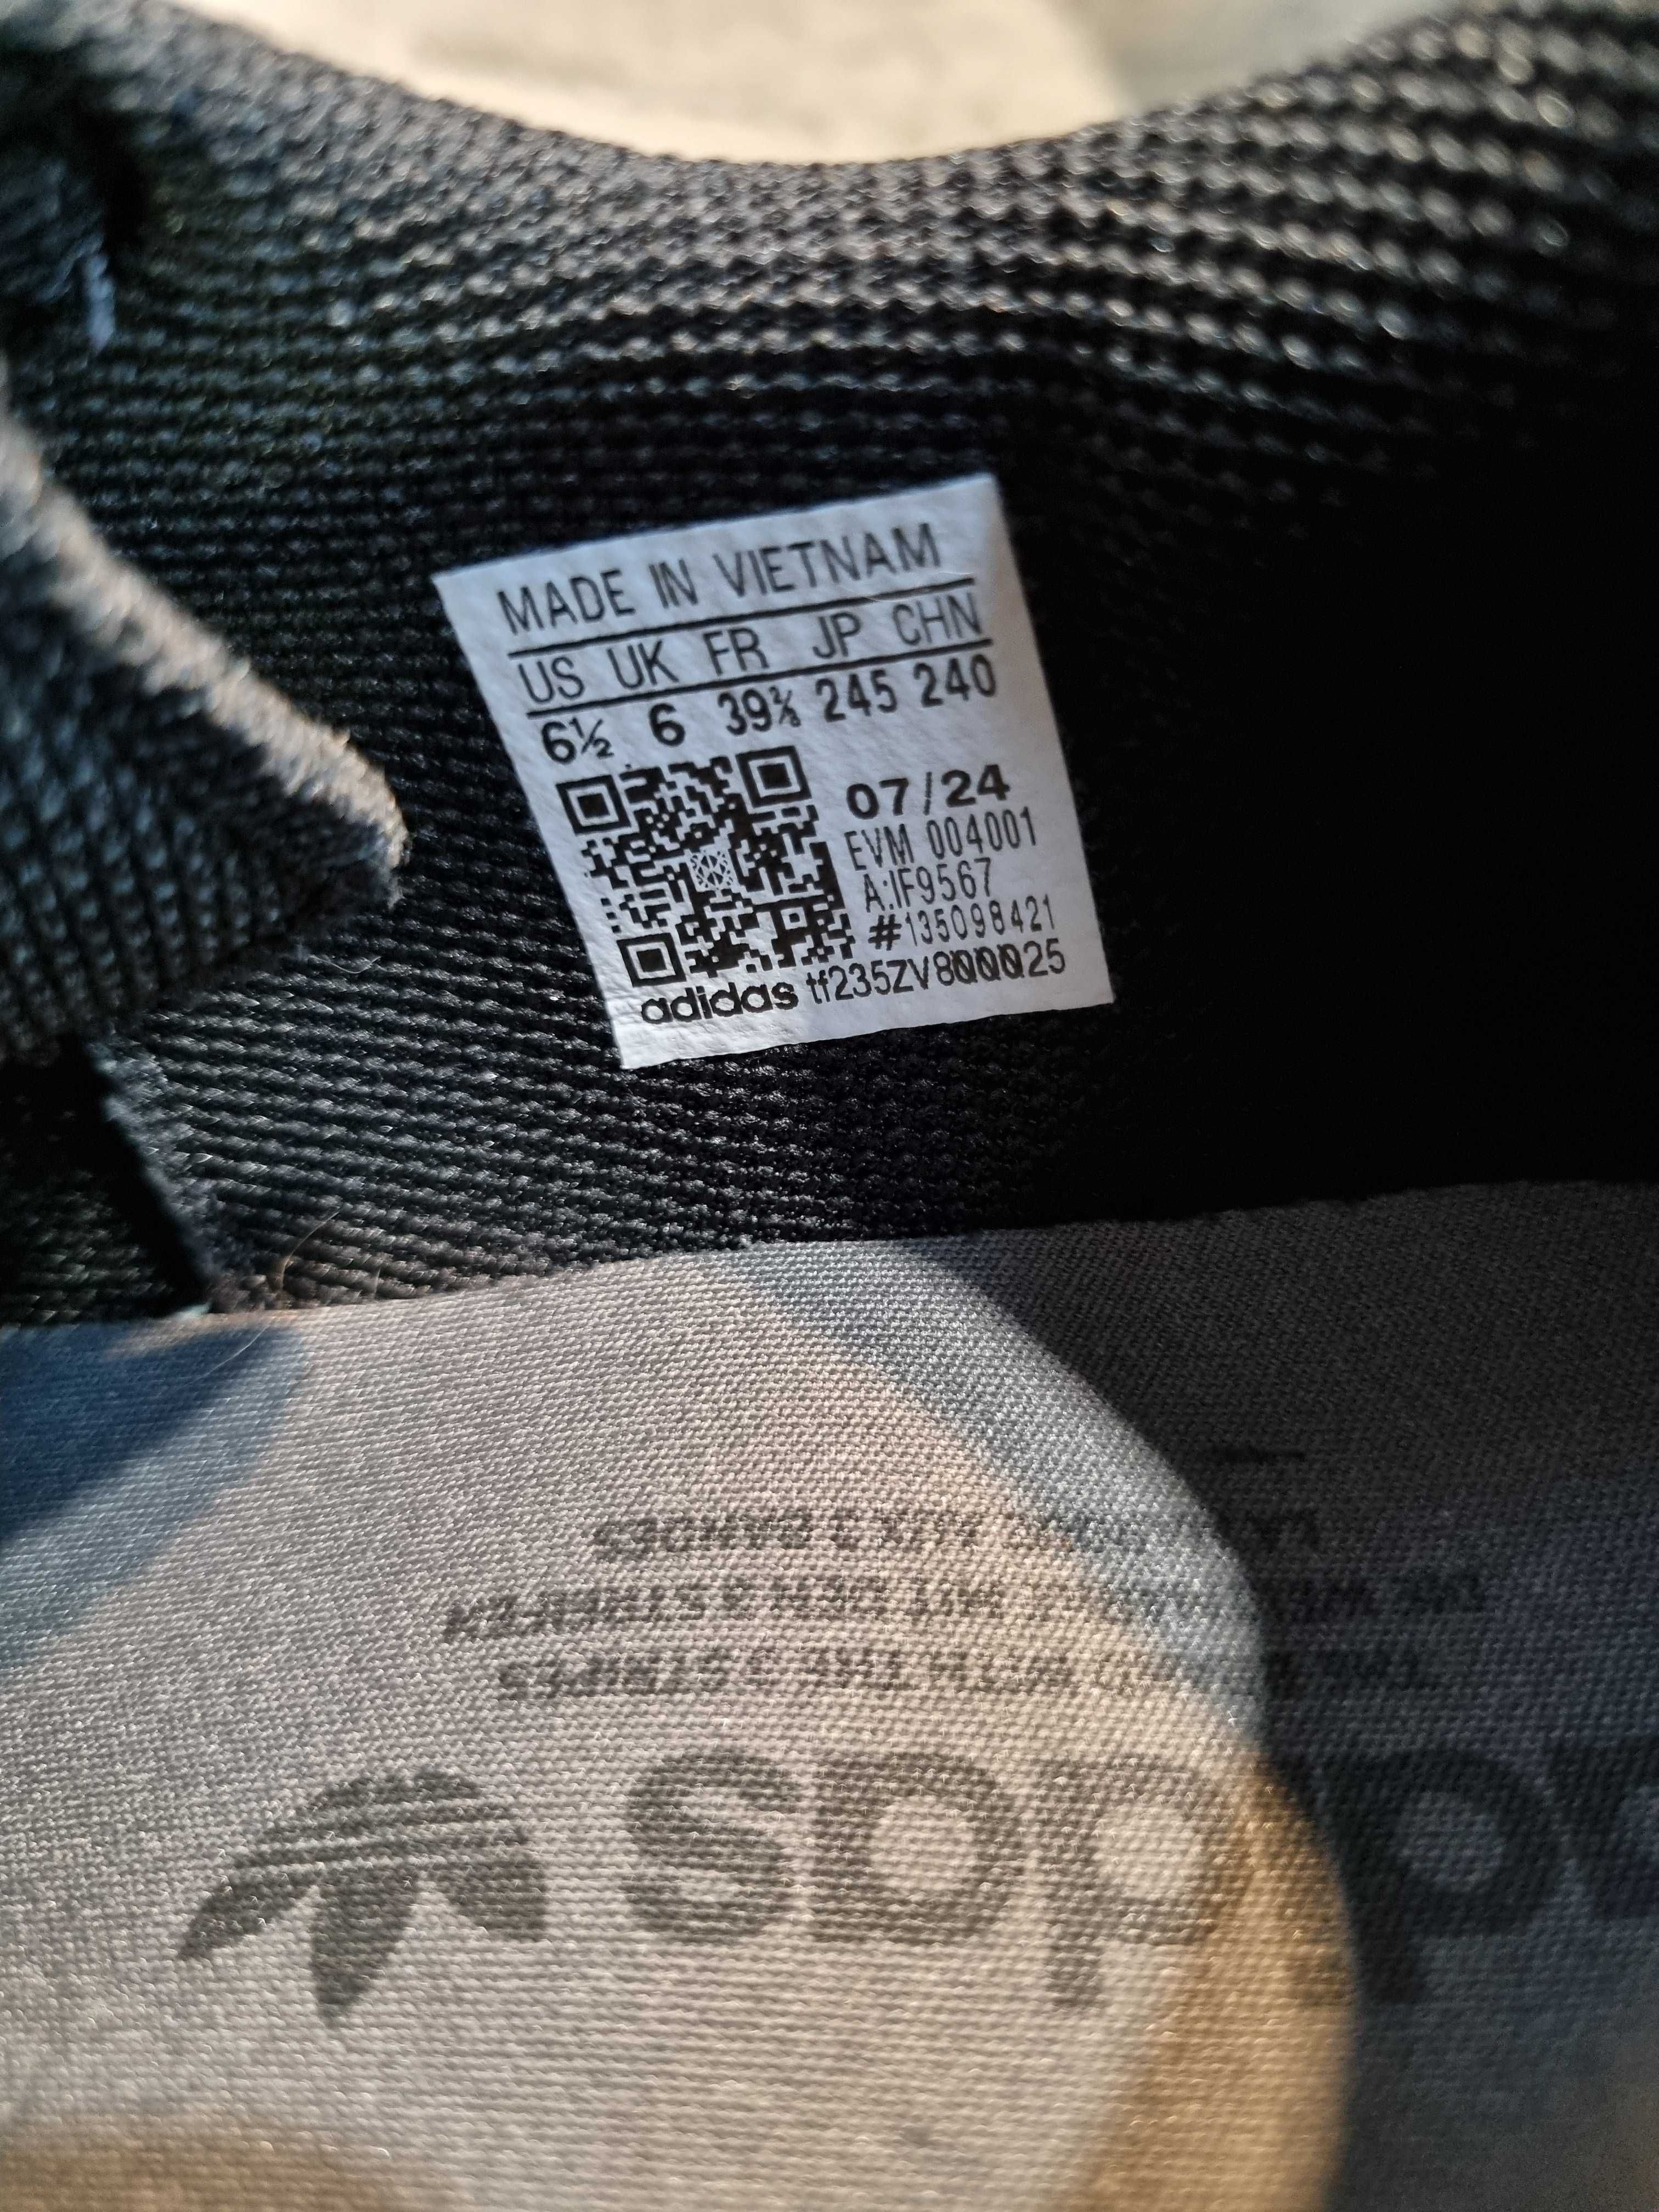 MADE IN VIETNAM
US UK FR JP CHN
6½ 6 39⅓ 245 240
07/24
EVM 004001
A:IF9567
#135098421
adidas tf235ZV800025
adidas